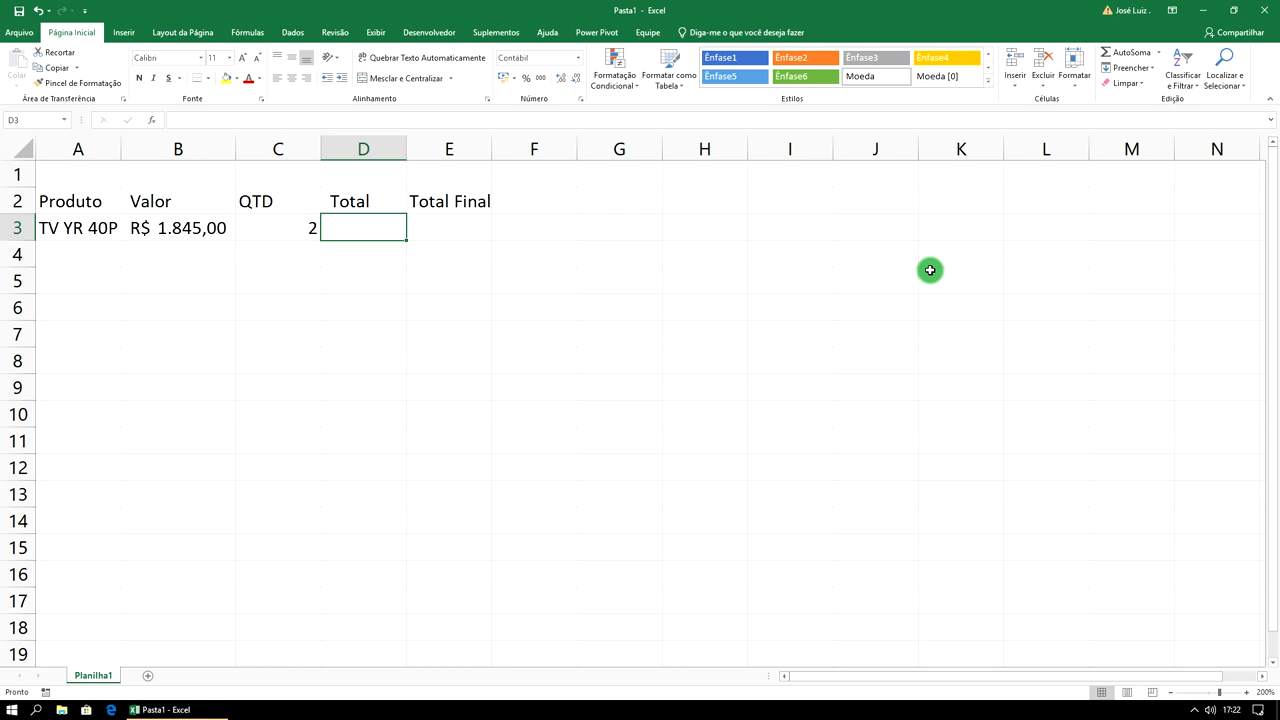 Pasta1 - Excel
José Luiz .
Arquivo Página Inicial Inserir Layout da Página Fórmulas Dados Revisão Exibir Desenvolvedor Suplementos Ajuda Power Pivot Equipe Diga-me o que você deseja fazer Compartilhar
Colar
Recortar
Copiar
Pincel de Formatação
Área de Transferência
Calibri 11 A A
N I S A
Fonte
Quebrar Texto Automaticamente
Mesclar e Centralizar
Alinhamento
Contábil
% 000
Número
Formatação Condicional
Formatar como Tabela
Ênfase1 Ênfase2 Ênfase3 Ênfase4
Ênfase5 Ênfase6 Moeda Moeda [0]
Estilos
Inserir Excluir Formatar
Células
AutoSoma
Preencher
Limpar
Classificar e Filtrar
Localizar e Selecionar
Edição
D3 fx
A B C D E F G H I J K L M N
1
2 Produto Valor QTD Total Total Final
3 TV YR 40P R$ 1.845,00 2
4
5
6
7
8
9
10
11
12
13
14
15
16
17
18
19
Planilha1
Pronto 200%
Pasta1 - Excel 17:22